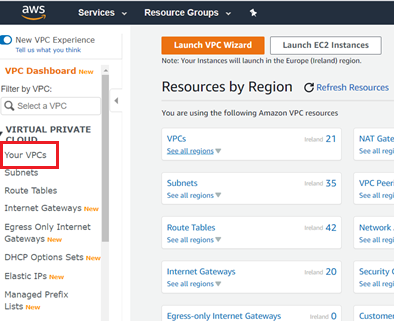 aws
Services
Resource Groups
New VPC Experience
Tell us what you think
VPC Dashboard New
Filter by VPC:
Select a VPC
VIRTUAL PRIVATE
CLOUD
Your VPCs
Subnets
Route Tables
Internet Gateways New
Egress Only Internet
Gateways New
DHCP Options Sets New
Elastic IPs New
Managed Prefix
Lists New
Launch VPC Wizard
Launch EC2 Instances
Note: Your Instances will launch in the Europe (Ireland) region.
Resources by Region
Refresh Resources
You are using the following Amazon VPC resources
VPCs Ireland 21
See all regions
NAT Gat
See all regi
Subnets Ireland 35
See all regions
VPC Peer
See all regi
Route Tables Ireland 42
See all regions
Network
See all regi
Internet Gateways Ireland 20
See all regions
Security G
See all regi
Egress-only Internet Gateways Ireland 0
Customer